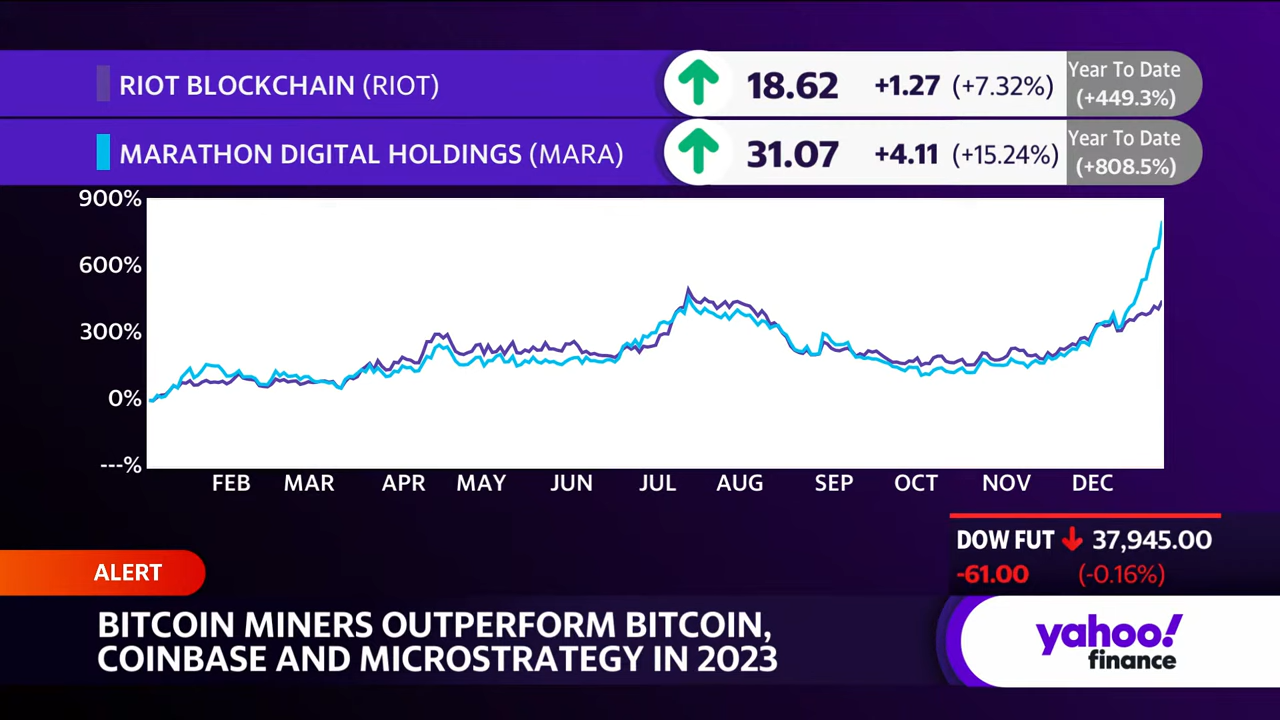 RIOT BLOCKCHAIN (RIOT)
18.62 +1.27 (+7.32%)
Year To Date
(+449.3%)
MARATHON DIGITAL HOLDINGS (MARA)
31.07 +4.11 (+15.24%)
Year To Date
(+808.5%)
900%
600%
300%
0%
---%
FEB MAR APR MAY JUN JUL AUG SEP OCT NOV DEC
DOW FUT 37,945.00
-61.00 (-0.16%)
ALERT
BITCOIN MINERS OUTPERFORM BITCOIN,
COINBASE AND MICROSTRATEGY IN 2023
yahoo!
finance